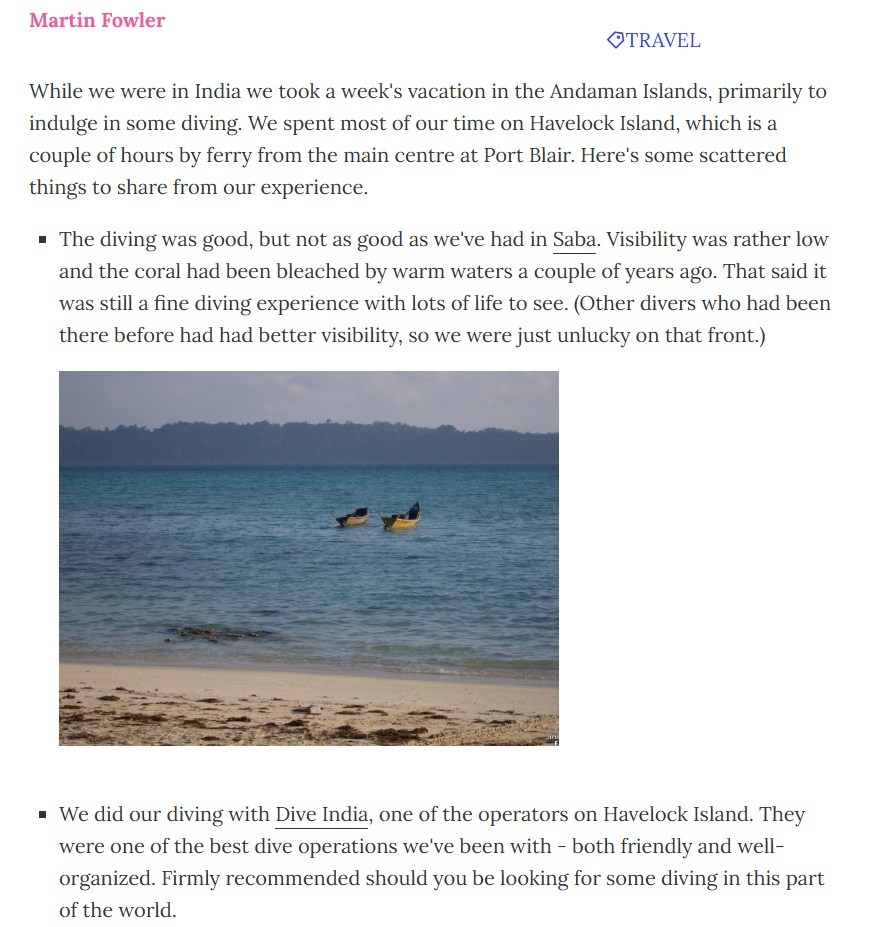 Martin Fowler
TRAVEL
While we were in India we took a week's vacation in the Andaman Islands, primarily to
indulge in some diving. We spent most of our time on Havelock Island, which is a
couple of hours by ferry from the main centre at Port Blair. Here's some scattered
things to share from our experience.
The diving was good, but not as good as we've had in Saba. Visibility was rather low
and the coral had been bleached by warm waters a couple of years ago. That said it
was still a fine diving experience with lots of life to see. (Other divers who had been
there before had had better visibility, so we were just unlucky on that front.)
We did our diving with Dive India, one of the operators on Havelock Island. They
were one of the best dive operations we've been with - both friendly and well-
organized. Firmly recommended should you be looking for some diving in this part
of the world.